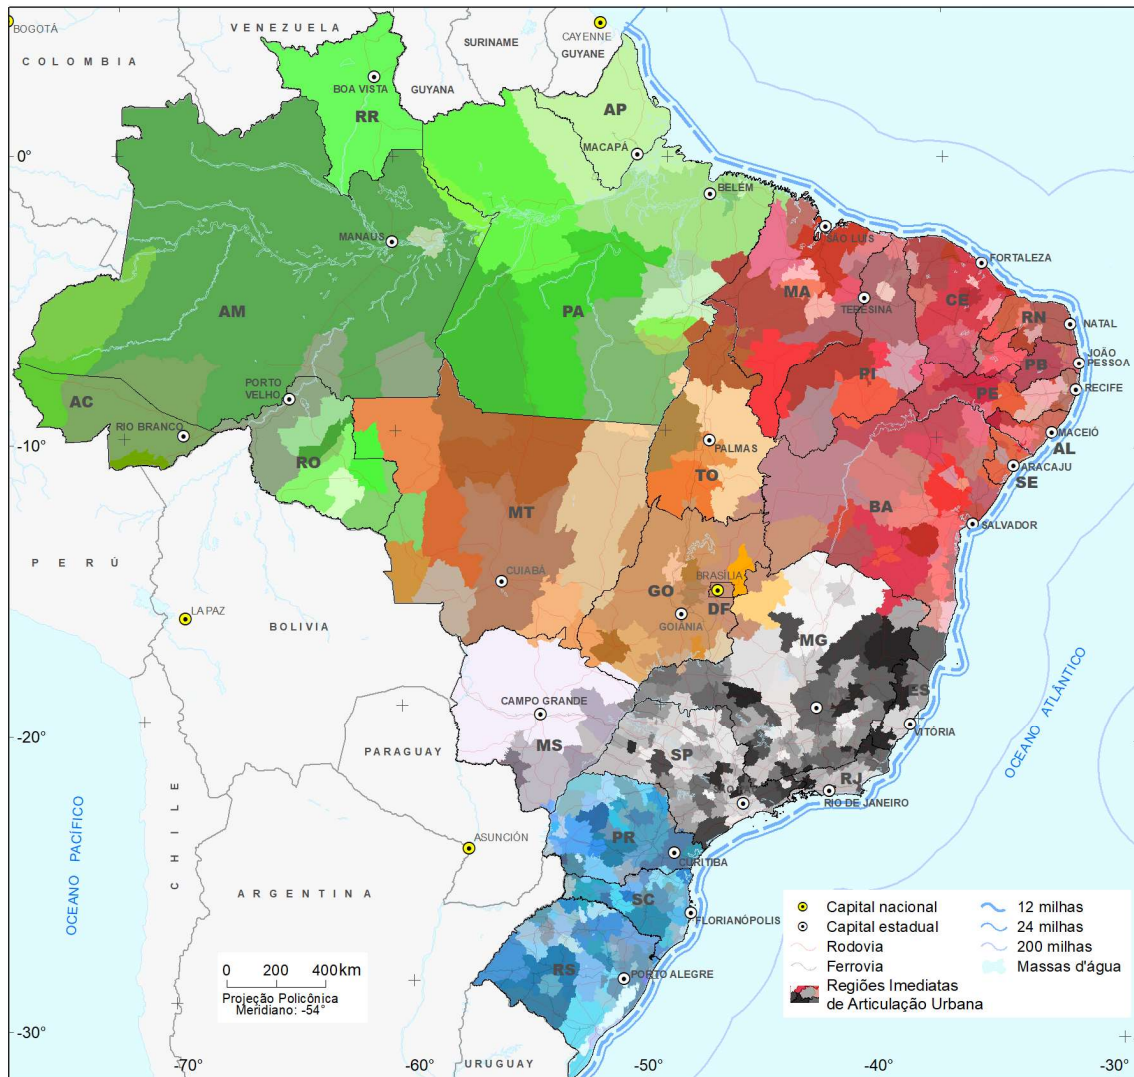 BOGOTÁ
VENEZUELA
SURINAME
CAYENNE
GUYANE
COLOMBIA
BOA VISTA
GUYANA
RR
AP
MACAPÁ
0°
BELÉM
MANAUS
SÃO LUIS
FORTALEZA
AM
PA
MA
TERESINA
CE
RN
NATAL
JOÃO
PESSOA
PB
PI
PE
RECIFE
AC
PORTO
VELHO
RIO BRANCO
-10°
RO
PALMAS
TO
MACEIÓ
AL
ARACAJU
SE
MT
BA
SALVADOR
PERÚ
CUIABÁ
GO
BRASÍLIA
DF
GOIÂNIA
LA PAZ
BOLIVIA
MG
ES
CAMPO GRANDE
MS
VITÓRIA
-20°
PARAGUAY
SP
RJ
RIO DE JANEIRO
OCEANO ATLÂNTICO
CHILE
ASUNCIÓN
PR
CURITIBA
OCEANO PACÍFICO
ARGENTINA
SC
FLORIANÓPOLIS
RS
PORTO ALEGRE
0 200 400km
Projeção Policônica
Meridiano: -54°
Capital nacional
Capital estadual
Rodovia
Ferrovia
Regiões Imediatas
de Articulação Urbana
12 milhas
24 milhas
200 milhas
Massas d'água
-30°
URUGUAY
-70° -60° -50° -40° -30°